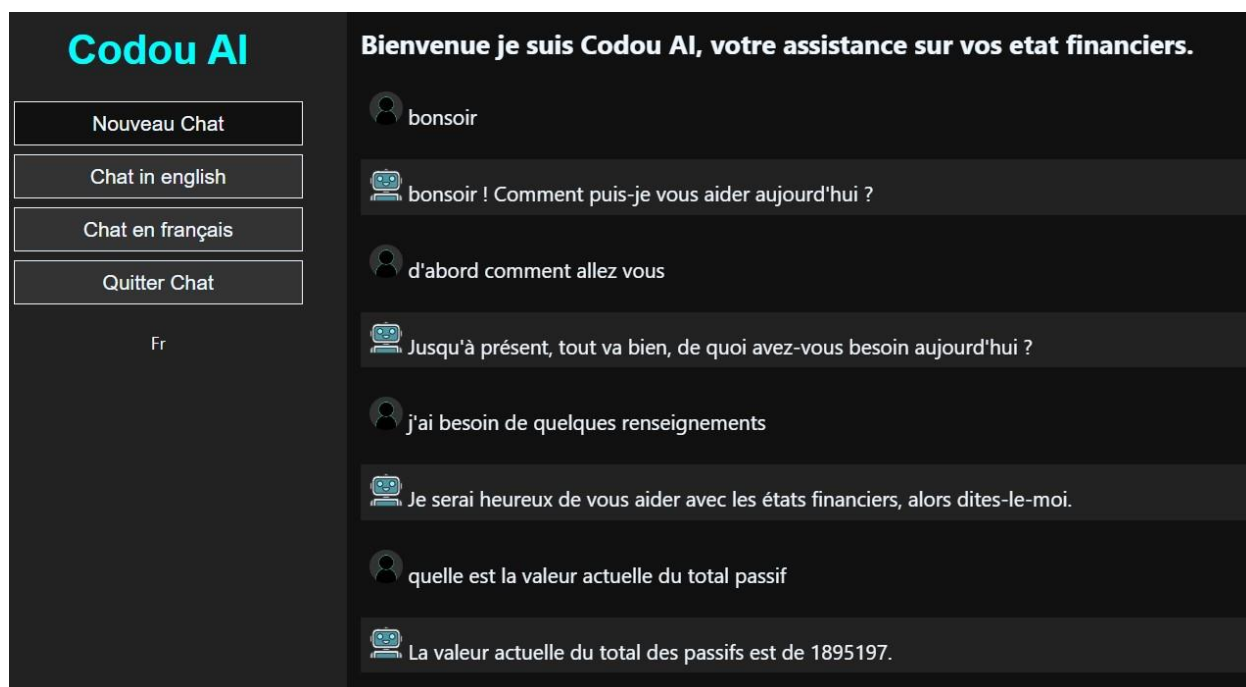 Codou AI
Nouveau Chat
Chat in english
Chat en français
Quitter Chat
Fr
Bienvenue je suis Codou AI, votre assistance sur vos etat financiers.
bonsoir
bonsoir ! Comment puis-je vous aider aujourd'hui ?
d'abord comment allez vous
Jusqu'à présent, tout va bien, de quoi avez-vous besoin aujourd'hui ?
j'ai besoin de quelques renseignements
Je serai heureux de vous aider avec les états financiers, alors dites-le-moi.
quelle est la valeur actuelle du total passif
La valeur actuelle du total des passifs est de 1895197.